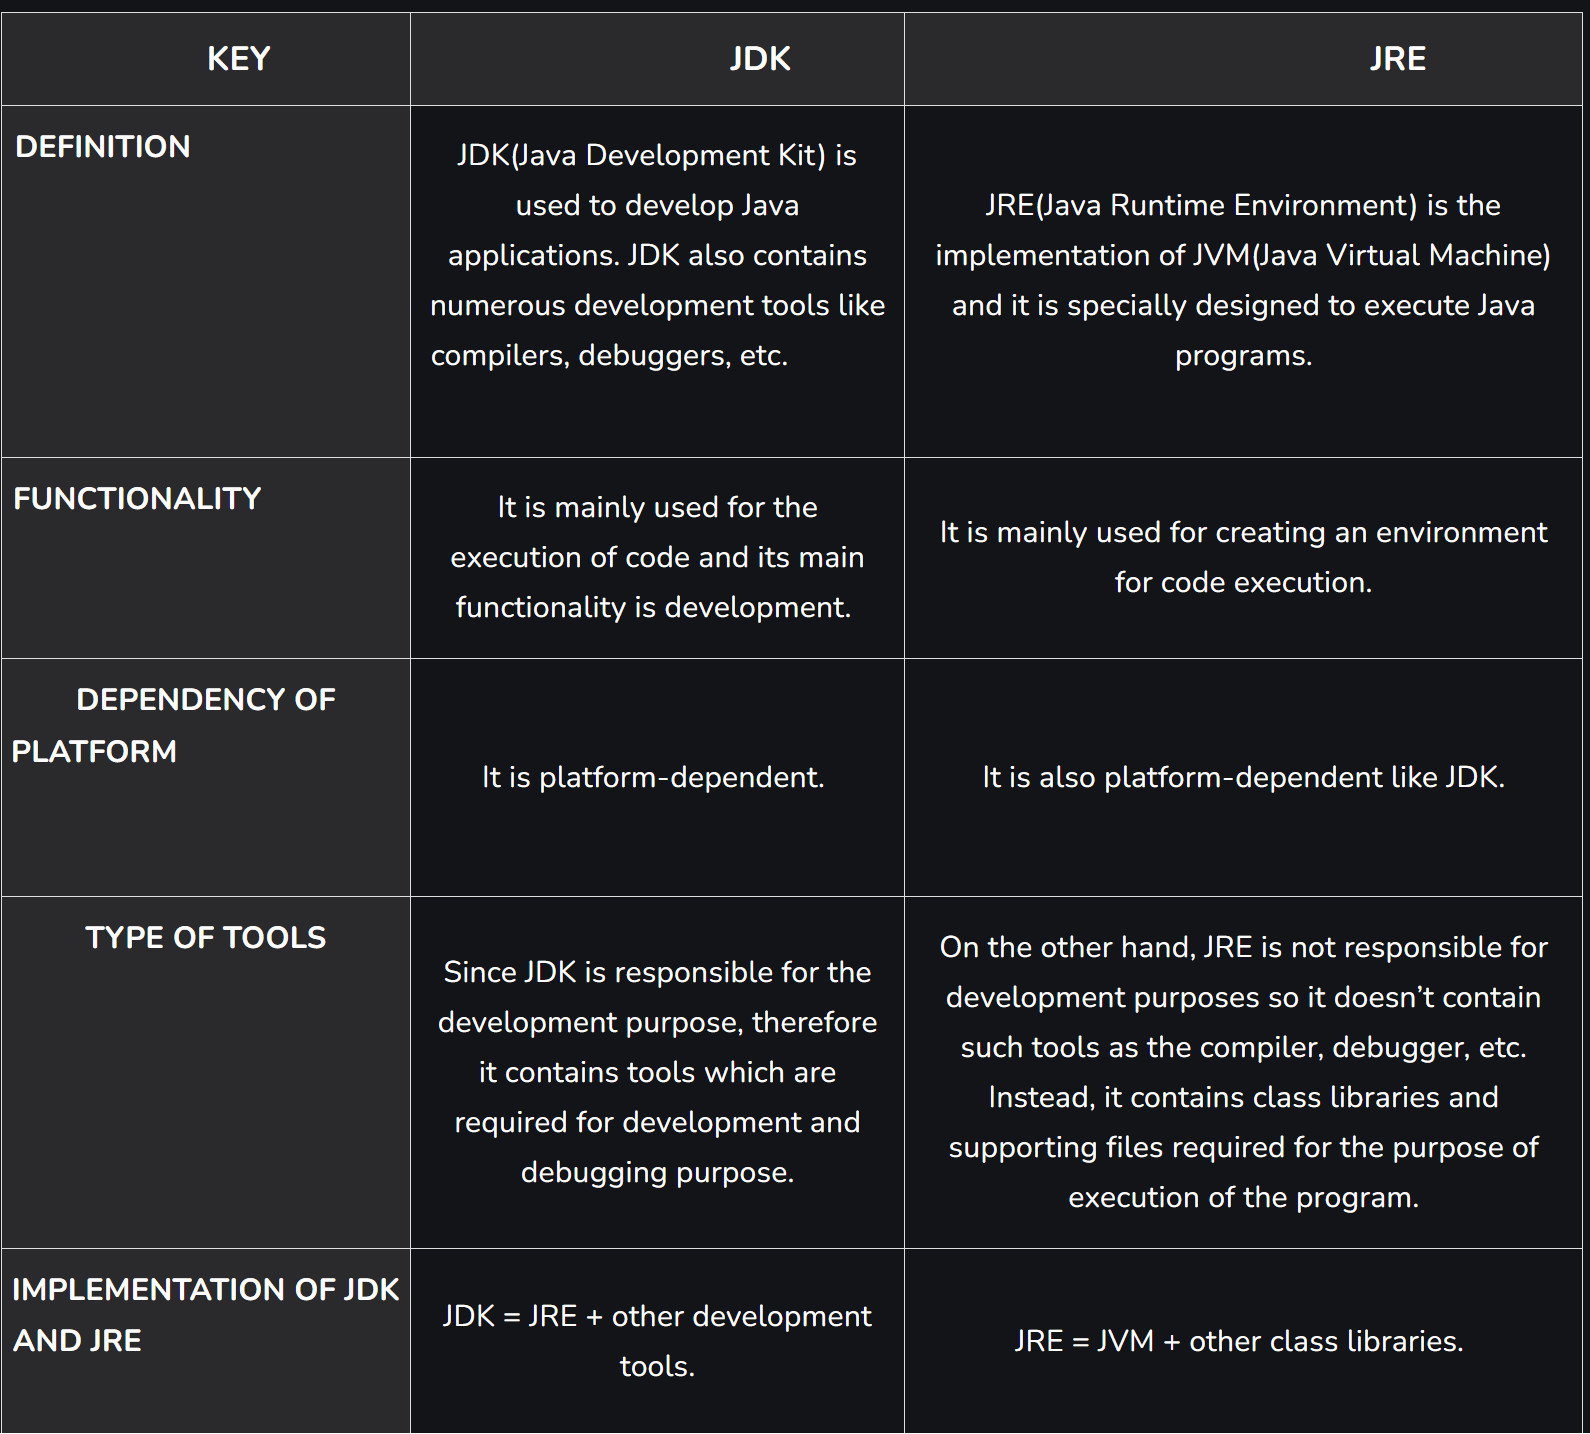 KEY
JDK
JRE
DEFINITION
JDK(Java Development Kit) is
used to develop Java
applications. JDK also contains
numerous development tools like
compilers, debuggers, etc.
JRE(Java Runtime Environment) is the
implementation of JVM(Java Virtual Machine)
and it is specially designed to execute Java
programs.
FUNCTIONALITY
It is mainly used for the
execution of code and its main
functionality is development.
It is mainly used for creating an environment
for code execution.
DEPENDENCY OF
PLATFORM
It is platform-dependent.
It is also platform-dependent like JDK.
TYPE OF TOOLS
Since JDK is responsible for the
development purpose, therefore
it contains tools which are
required for development and
debugging purpose.
On the other hand, JRE is not responsible for
development purposes so it doesn’t contain
such tools as the compiler, debugger, etc.
Instead, it contains class libraries and
supporting files required for the purpose of
execution of the program.
IMPLEMENTATION OF JDK
AND JRE
JDK = JRE + other development
tools.
JRE = JVM + other class libraries.